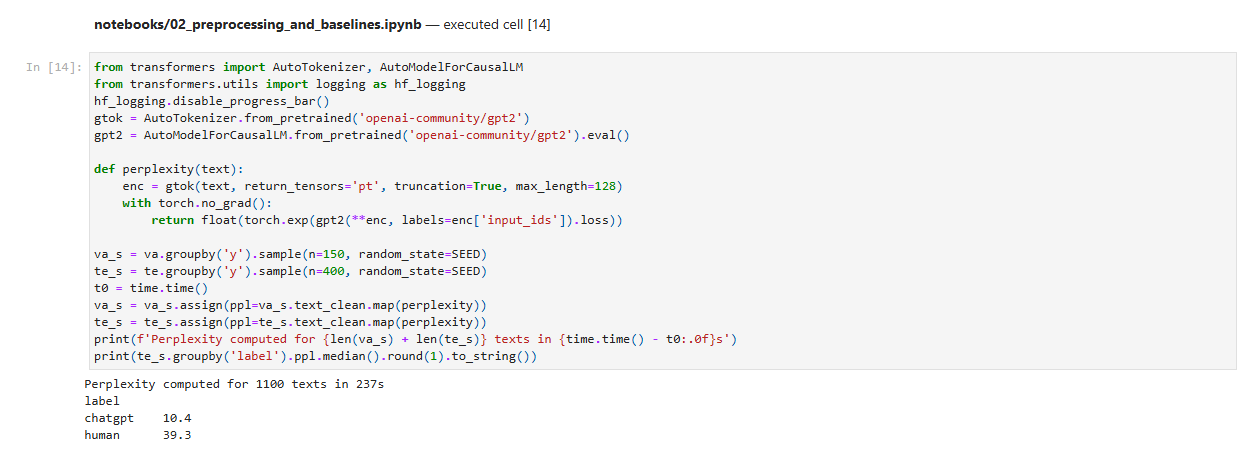 notebooks/02_preprocessing_and_baselines.ipynb — executed cell [14]
In [14]:
from transformers import AutoTokenizer, AutoModelForCausalLM
from transformers.utils import logging as hf_logging
hf_logging.disable_progress_bar()
gtok = AutoTokenizer.from_pretrained('openai-community/gpt2')
gpt2 = AutoModelForCausalLM.from_pretrained('openai-community/gpt2').eval()

def perplexity(text):
    enc = gtok(text, return_tensors='pt', truncation=True, max_length=128)
    with torch.no_grad():
        return float(torch.exp(gpt2(**enc, labels=enc['input_ids']).loss))

va_s = va.groupby('y').sample(n=150, random_state=SEED)
te_s = te.groupby('y').sample(n=400, random_state=SEED)
t0 = time.time()
va_s = va_s.assign(ppl=va_s.text_clean.map(perplexity))
te_s = te_s.assign(ppl=te_s.text_clean.map(perplexity))
print(f'Perplexity computed for {len(va_s) + len(te_s)} texts in {time.time() - t0:.0f}s')
print(te_s.groupby('label').ppl.median().round(1).to_string())
Perplexity computed for 1100 texts in 237s
label
chatgpt    10.4
human      39.3